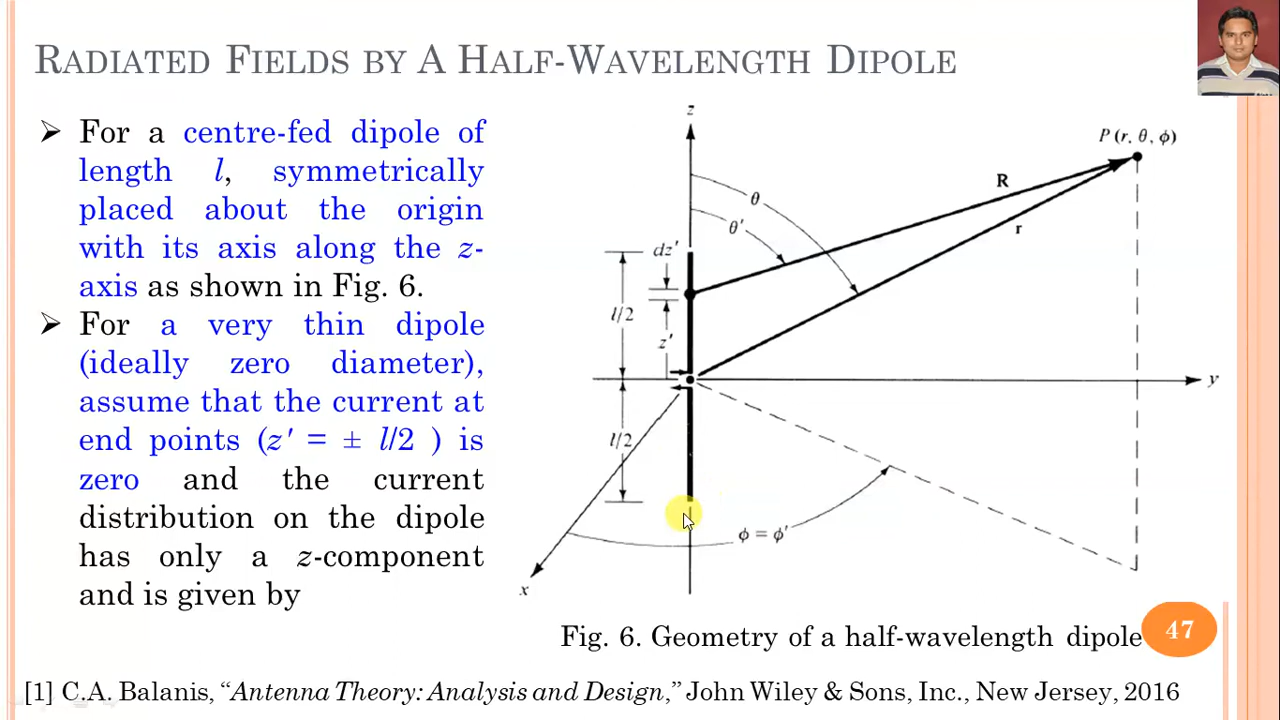 RADIATED FIELDS BY A HALF-WAVELENGTH DIPOLE
➢ For a centre-fed dipole of
length l, symmetrically
placed about the origin
with its axis along the z-
axis as shown in Fig. 6.
➢ For a very thin dipole
(ideally zero diameter),
assume that the current at
end points (z' = ± l/2 ) is
zero and the current
distribution on the dipole
has only a z-component
and is given by
z
P (r, θ, ϕ)
R
θ
r
θ'
dz'
l/2
z'
y
l/2
ϕ = ϕ'
x
Fig. 6. Geometry of a half-wavelength dipole
47
[1] C.A. Balanis, “Antenna Theory: Analysis and Design,” John Wiley & Sons, Inc., New Jersey, 2016